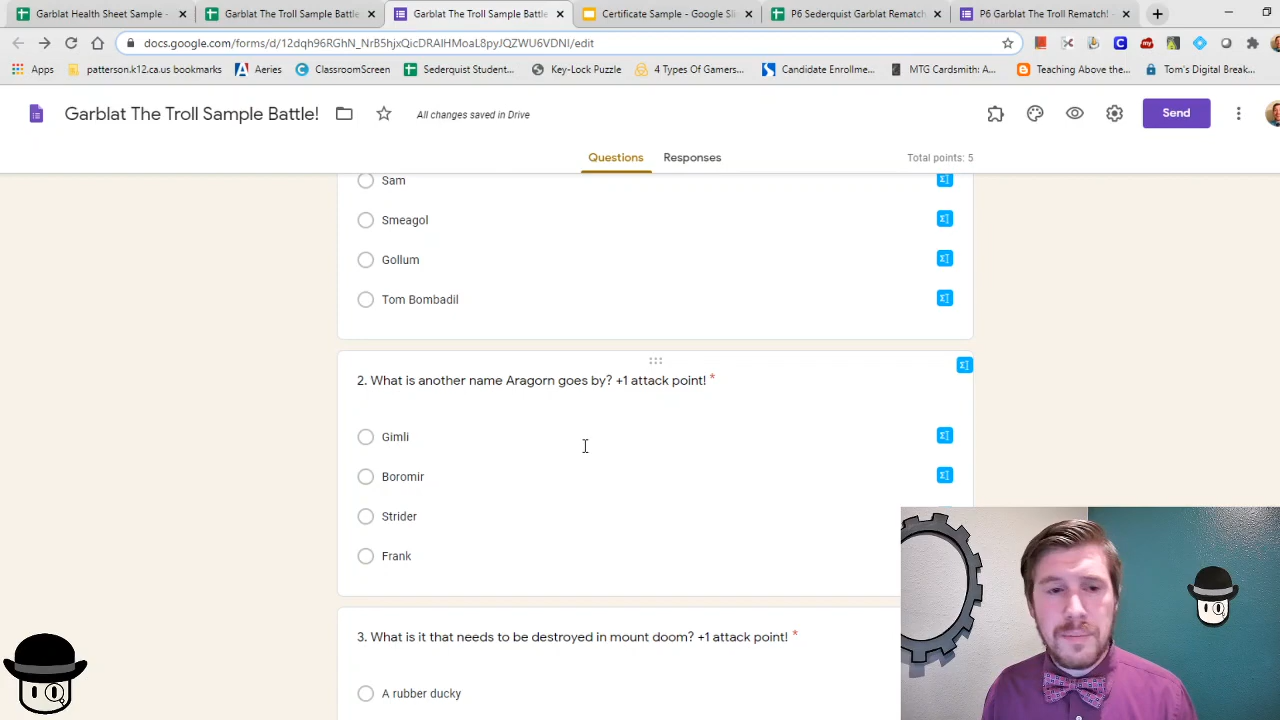 Garblat Health Sheet Sample -
Garblat The Troll Sample Battle
Garblat The Troll Sample Battle!
Certificate Sample - Google Sli
P6 Sederquist Garblat Rematch
P6 Garblat The Troll Rematch! -
docs.google.com/forms/d/12dqh96RGhN_NrB5hjxQicDRAlHMoaL8pyJQZWU6VDNI/edit
Apps
patterson.k12.ca.us bookmarks
Aeries
ClassroomScreen
Sederquist Student...
Key-Lock Puzzle
4 Types Of Gamers...
Candidate Enrollme...
MTG Cardsmith: A...
Teaching Above the...
Tom's Digital Break...
Garblat The Troll Sample Battle!
All changes saved in Drive
Send
Questions
Responses
Total points: 5
Sam
Smeagol
Gollum
Tom Bombadil
2. What is another name Aragorn goes by? +1 attack point! *
Gimli
Boromir
Strider
Frank
3. What is it that needs to be destroyed in mount doom? +1 attack point! *
A rubber ducky